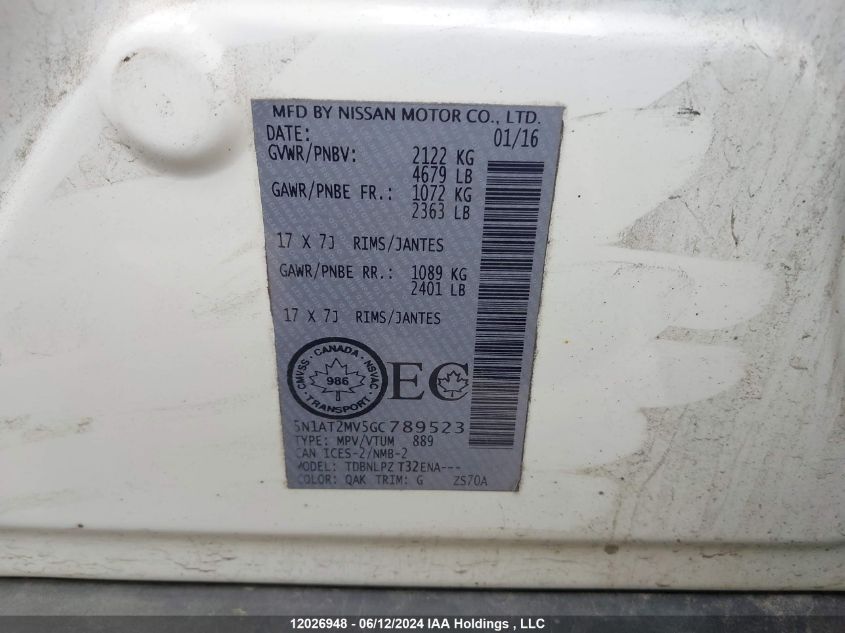 MFD BY NISSAN MOTOR CO., LTD.
DATE: 01/16
GVWR/PNBV: 2122 KG
4679 LB
GAWR/PNBE FR.: 1072 KG
2363 LB
17 X 7J RIMS/JANTES
GAWR/PNBE RR.: 1089 KG
2401 LB
17 X 7J RIMS/JANTES
CMVSS · CANADA · NSVAC
986
TRANSPORT
EC
5N1AT2MV5GC789523
TYPE: MPV/VTUM 889
CAN ICES-2/NMB-2
MODEL: TDBNLPZ T32ENA---
COLOR: QAK TRIM: G ZS70A
12026948 - 06/12/2024 IAA Holdings , LLC